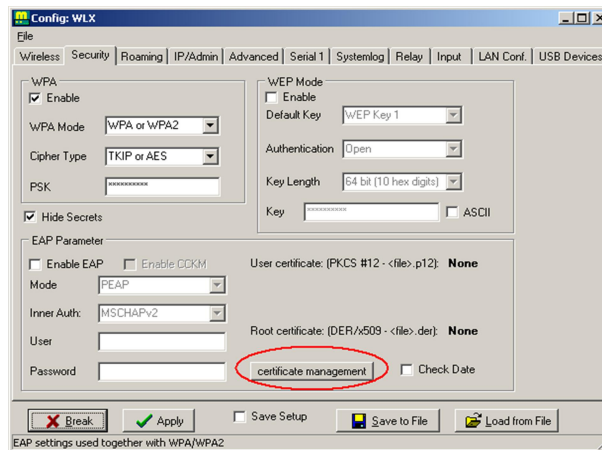 Config: WLX
File
Wireless Security Roaming IP/Admin Advanced Serial 1 Systemlog Relay Input LAN Conf. USB Devices
WPA
Enable
WPA Mode WPA or WPA2
Cipher Type TKIP or AES
PSK **********
Hide Secrets
WEP Mode
Enable
Default Key WEP Key 1
Authentication Open
Key Length 64 bit (10 hex digits)
Key ********** ASCII
EAP Parameter
Enable EAP Enable CCKM
Mode PEAP
Inner Auth: MSCHAPv2
User
Password
User certificate: (PKCS #12 - <file>.p12): None
Root certificate: (DER/x509 - <file>.der): None
certificate management Check Date
Break Apply Save Setup Save to File Load from File
EAP settings used together with WPA/WPA2